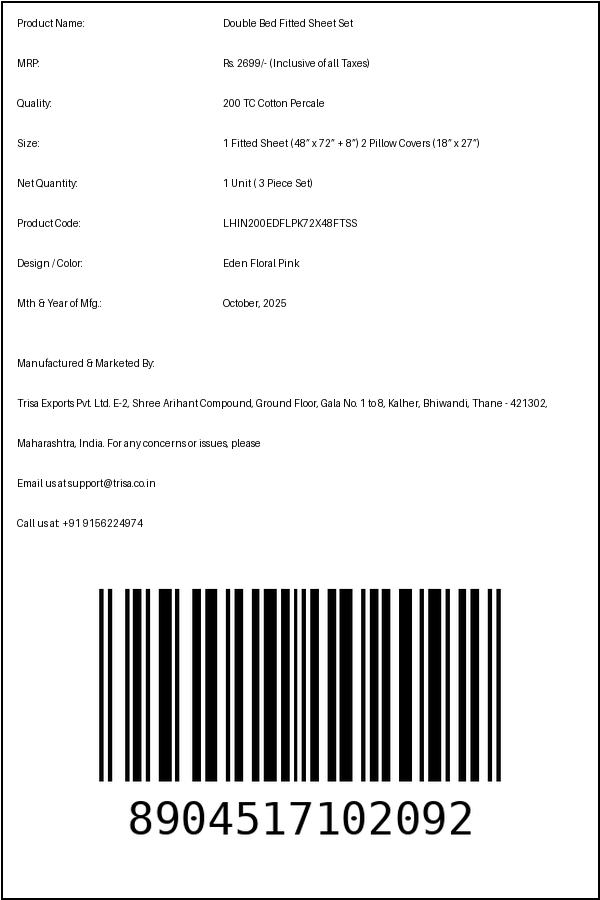 Product Name: Double Bed Fitted Sheet Set
MRP: Rs. 2699/- (Inclusive of all Taxes)
Quality: 200 TC Cotton Percale
Size: 1 Fitted Sheet (48” x 72” + 8”) 2 Pillow Covers (18” x 27”)
Net Quantity: 1 Unit ( 3 Piece Set)
Product Code: LHIN200EDFLPK72X48FTSS
Design / Color: Eden Floral Pink
Mth & Year of Mfg.: October, 2025
Manufactured & Marketed By:
Trisa Exports Pvt. Ltd. E-2, Shree Arihant Compound, Ground Floor, Gala No. 1 to 8, Kalher, Bhiwandi, Thane - 421302,
Maharashtra, India. For any concerns or issues, please
Email us at support@trisa.co.in
Call us at: +91 9156224974
8904517102092